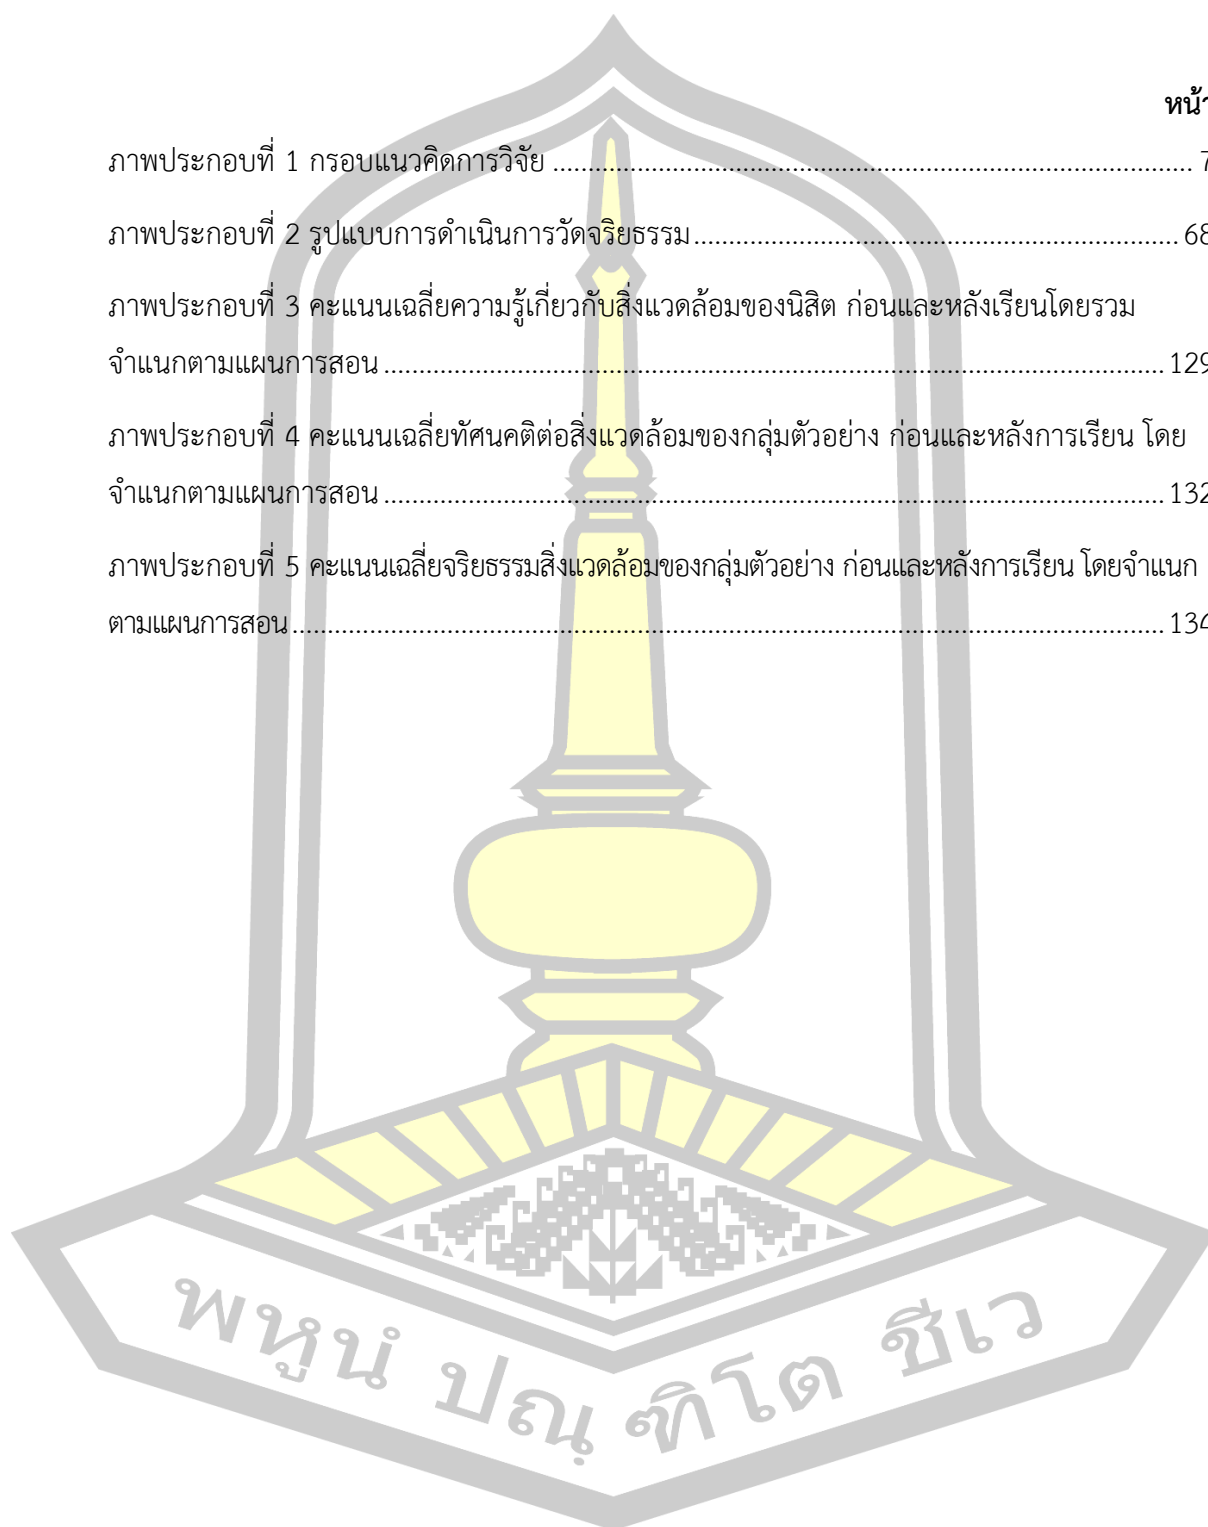 หน้า
ภาพประกอบที่ 1 กรอบแนวคิดการวิจัย ........................................................................................................ 7
ภาพประกอบที่ 2 รูปแบบการดำเนินการวัดจริยธรรม............................................................................... 68
ภาพประกอบที่ 3 คะแนนเฉลี่ยความรู้เกี่ยวกับสิ่งแวดล้อมของนิสิต ก่อนและหลังเรียนโดยรวม
จำแนกตามแผนการสอน ............................................................................................................................... 129
ภาพประกอบที่ 4 คะแนนเฉลี่ยทัศนคติต่อสิ่งแวดล้อมของกลุ่มตัวอย่าง ก่อนและหลังการเรียน โดย
จำแนกตามแผนการสอน ............................................................................................................................... 132
ภาพประกอบที่ 5 คะแนนเฉลี่ยจริยธรรมสิ่งแวดล้อมของกลุ่มตัวอย่าง ก่อนและหลังการเรียน โดยจำแนก
ตามแผนการสอน.............................................................................................................................................. 134
พหูนํ ปณฺฑิโต ชีเว